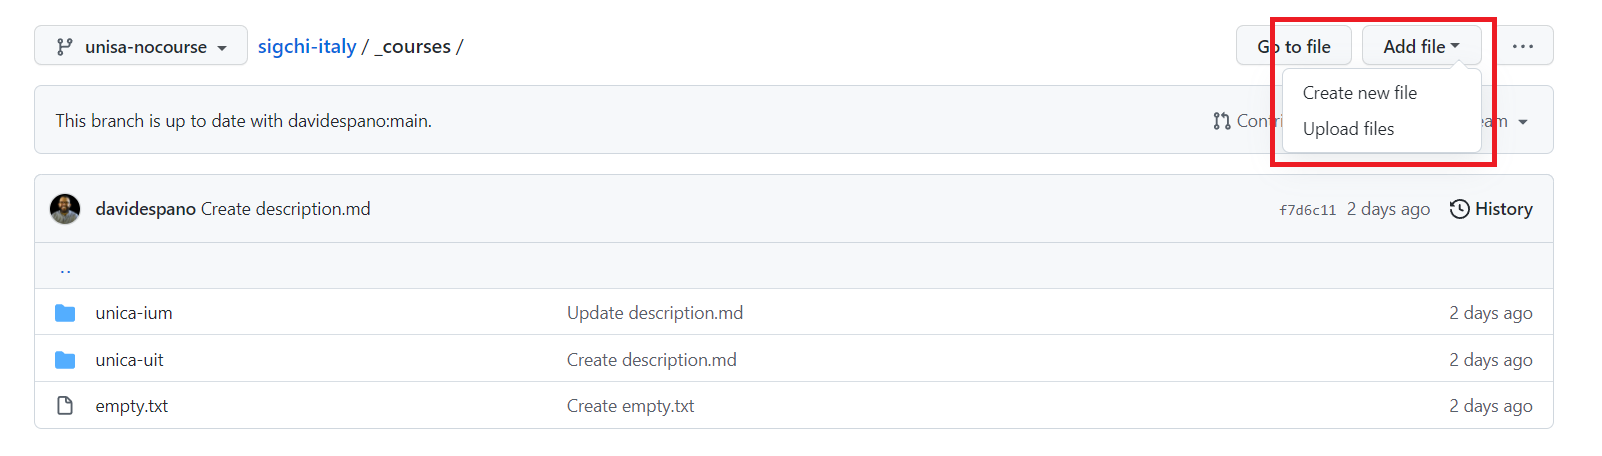 unisa-nocourse sigchi-italy / _courses / Go to file Add file ...
Create new file
This branch is up to date with davidespano:main. Contri eam
Upload files
davidespano Create description.md f7d6c11 2 days ago History
..
unica-ium Update description.md 2 days ago
unica-uit Create description.md 2 days ago
empty.txt Create empty.txt 2 days ago